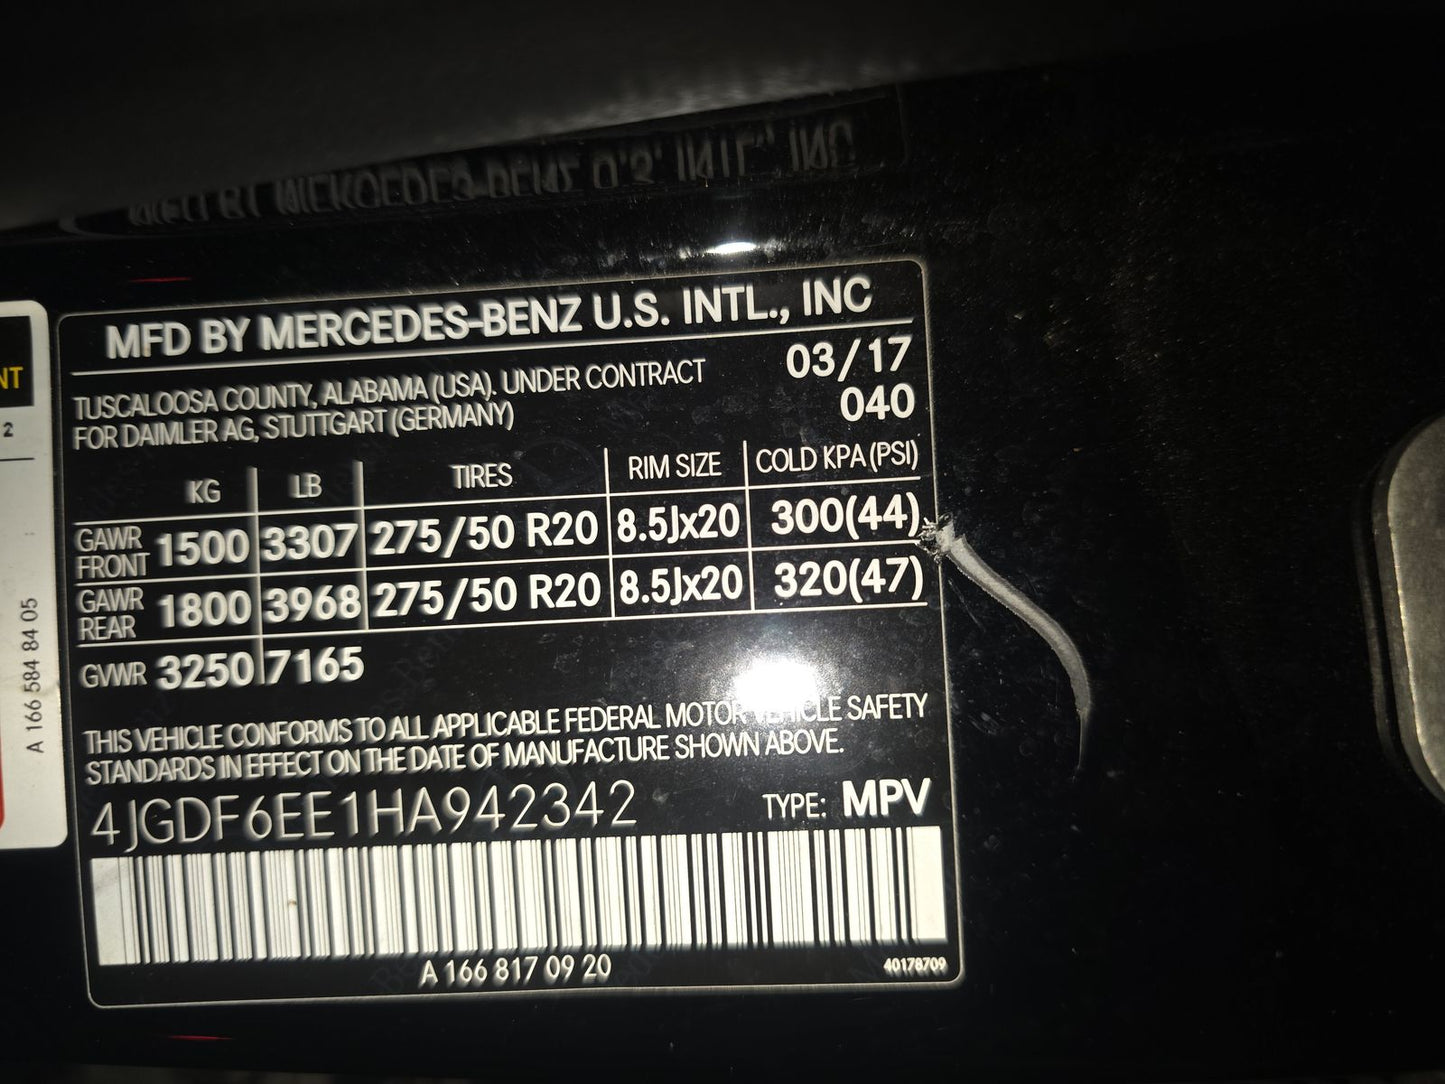 MFD BY MERCEDES-BENZ U.S. INTL., INC
TUSCALOOSA COUNTY, ALABAMA (USA). UNDER CONTRACT
FOR DAIMLER AG, STUTTGART (GERMANY)
03/17
040
KG LB TIRES RIM SIZE COLD KPA (PSI)
GAWR FRONT 1500 3307 275/50 R20 8.5Jx20 300(44)
GAWR REAR 1800 3968 275/50 R20 8.5Jx20 320(47)
GVWR 3250 7165
THIS VEHICLE CONFORMS TO ALL APPLICABLE FEDERAL MOTOR VEHICLE SAFETY
STANDARDS IN EFFECT ON THE DATE OF MANUFACTURE SHOWN ABOVE.
4JGDF6EE1HA942342 TYPE: MPV
A 166 817 09 20
40178709
NT
2
A 166 584 84 05